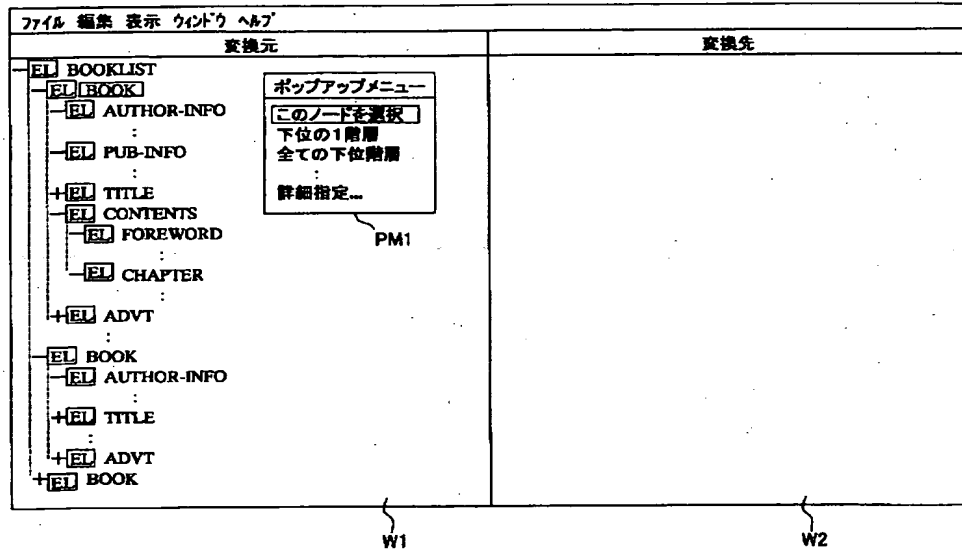 ファイル 編集 表示 ウィンドウ ヘルプ
変換元
変換先
EL BOOKLIST
EL BOOK
EL AUTHOR-INFO
:
EL PUB-INFO
:
+EL TITLE
EL CONTENTS
EL FOREWORD
:
EL CHAPTER
:
+EL ADVT
:
EL BOOK
EL AUTHOR-INFO
:
+EL TITLE
:
+EL ADVT
+EL BOOK
ポップアップメニュー
このノードを選択
下位の1階層
全ての下位階層
:
詳細指定...
PM1
W1
W2